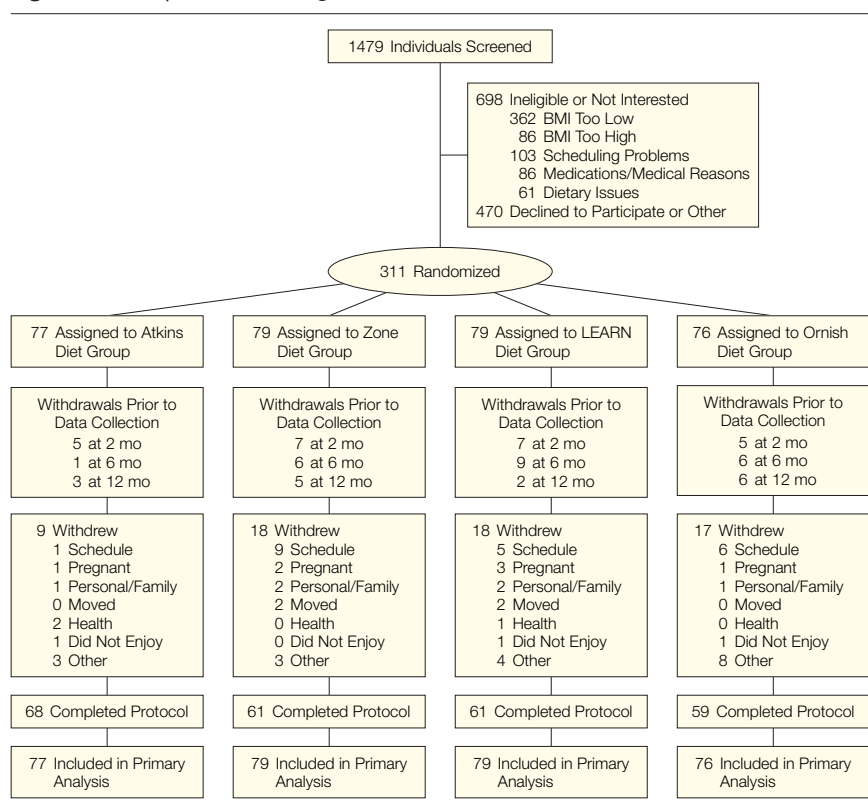 1479 Individuals Screened
698 Ineligible or Not Interested
362 BMI Too Low
86 BMI Too High
103 Scheduling Problems
86 Medications/Medical Reasons
61 Dietary Issues
470 Declined to Participate or Other
311 Randomized
77 Assigned to Atkins
Diet Group
79 Assigned to Zone
Diet Group
79 Assigned to LEARN
Diet Group
76 Assigned to Ornish
Diet Group
Withdrawals Prior to
Data Collection
5 at 2 mo
1 at 6 mo
3 at 12 mo
Withdrawals Prior to
Data Collection
7 at 2 mo
6 at 6 mo
5 at 12 mo
Withdrawals Prior to
Data Collection
7 at 2 mo
9 at 6 mo
2 at 12 mo
Withdrawals Prior to
Data Collection
5 at 2 mo
6 at 6 mo
6 at 12 mo
9 Withdrew
1 Schedule
1 Pregnant
1 Personal/Family
0 Moved
2 Health
1 Did Not Enjoy
3 Other
18 Withdrew
9 Schedule
2 Pregnant
2 Personal/Family
2 Moved
0 Health
0 Did Not Enjoy
3 Other
18 Withdrew
5 Schedule
3 Pregnant
2 Personal/Family
2 Moved
1 Health
1 Did Not Enjoy
4 Other
17 Withdrew
6 Schedule
1 Pregnant
1 Personal/Family
0 Moved
0 Health
1 Did Not Enjoy
8 Other
68 Completed Protocol
61 Completed Protocol
61 Completed Protocol
59 Completed Protocol
77 Included in Primary
Analysis
79 Included in Primary
Analysis
79 Included in Primary
Analysis
76 Included in Primary
Analysis